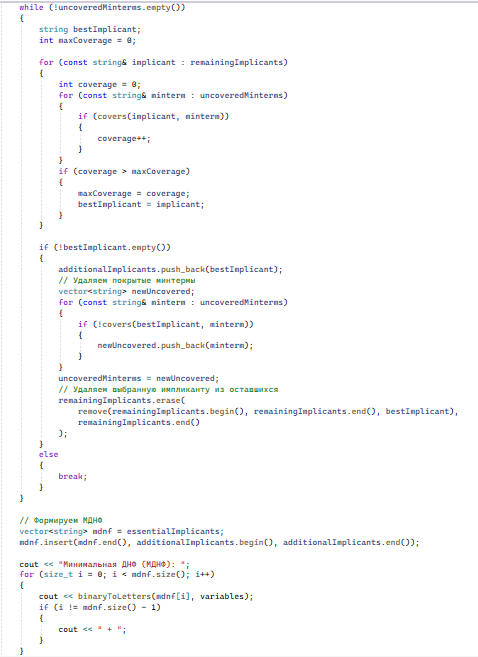 while (!uncoveredMinterms.empty())
{
string bestImplicant;
int maxCoverage = 0;
for (const string& implicant : remainingImplicants)
{
int coverage = 0;
for (const string& minterm : uncoveredMinterms)
{
if (covers(implicant, minterm))
{
coverage++;
}
}
if (coverage > maxCoverage)
{
maxCoverage = coverage;
bestImplicant = implicant;
}
}
if (!bestImplicant.empty())
{
additionalImplicants.push_back(bestImplicant);
// Удаляем покрытые минтермы
vector<string> newUncovered;
for (const string& minterm : uncoveredMinterms)
{
if (!covers(bestImplicant, minterm))
{
newUncovered.push_back(minterm);
}
}
uncoveredMinterms = newUncovered;
// Удаляем выбранную импликанту из оставшихся
remainingImplicants.erase(
remove(remainingImplicants.begin(), remainingImplicants.end(), bestImplicant),
remainingImplicants.end()
);
}
else
{
break;
}
}
// Формируем МДНФ
vector<string> mdnf = essentialImplicants;
mdnf.insert(mdnf.end(), additionalImplicants.begin(), additionalImplicants.end());
cout << "Минимальная ДНФ (МДНФ): ";
for (size_t i = 0; i < mdnf.size(); i++)
{
cout << binaryToLetters(mdnf[i], variables);
if (i != mdnf.size() - 1)
{
cout << " + ";
}
}